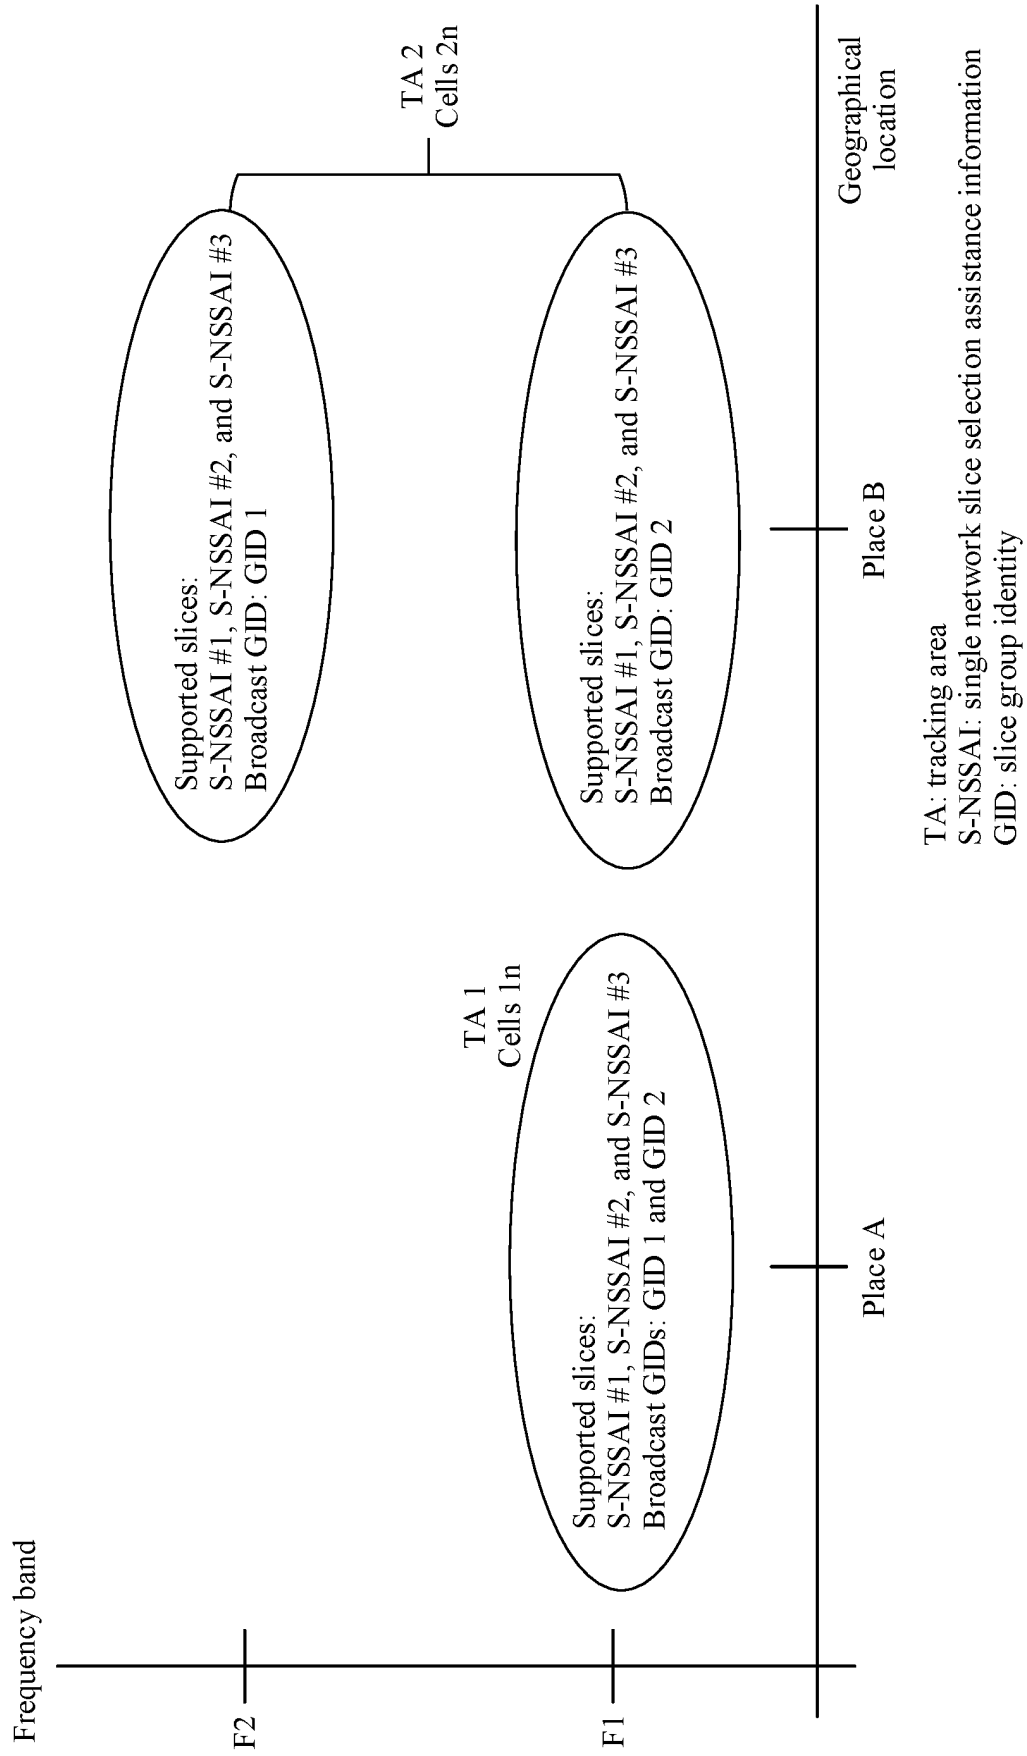 Frequency band
F2
Supported slices:
S-NSSAI #1, S-NSSAI #2, and S-NSSAI #3
Broadcast GID: GID 1
TA 2
Cells 2n
TA 1
Cells 1n
F1
Supported slices:
S-NSSAI #1, S-NSSAI #2, and S-NSSAI #3
Broadcast GIDs: GID 1 and GID 2
Supported slices:
S-NSSAI #1, S-NSSAI #2, and S-NSSAI #3
Broadcast GID: GID 2
Place A
Place B
Geographical
location
TA: tracking area
S-NSSAI: single network slice selection assistance information
GID: slice group identity